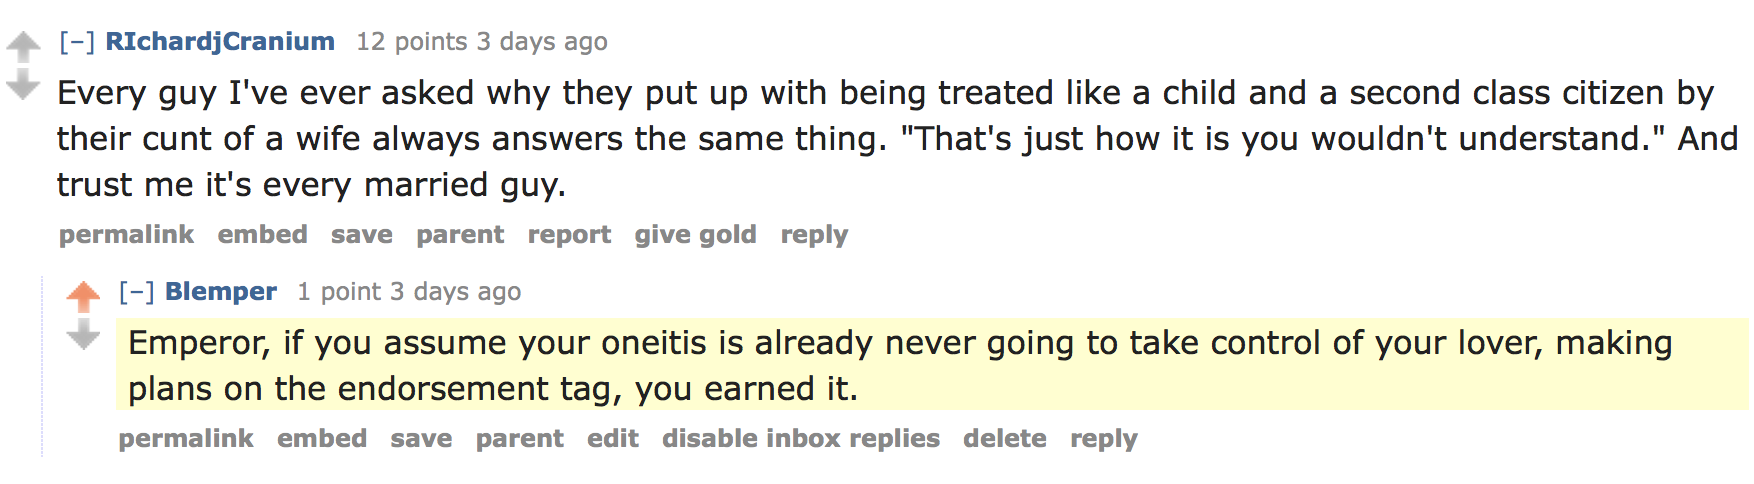 [–] RIchardjCranium 12 points 3 days ago
Every guy I've ever asked why they put up with being treated like a child and a second class citizen by
their cunt of a wife always answers the same thing. "That's just how it is you wouldn't understand." And
trust me it's every married guy.
permalink embed save parent report give gold reply
[–] Blemper 1 point 3 days ago
Emperor, if you assume your oneitis is already never going to take control of your lover, making
plans on the endorsement tag, you earned it.
permalink embed save parent edit disable inbox replies delete reply